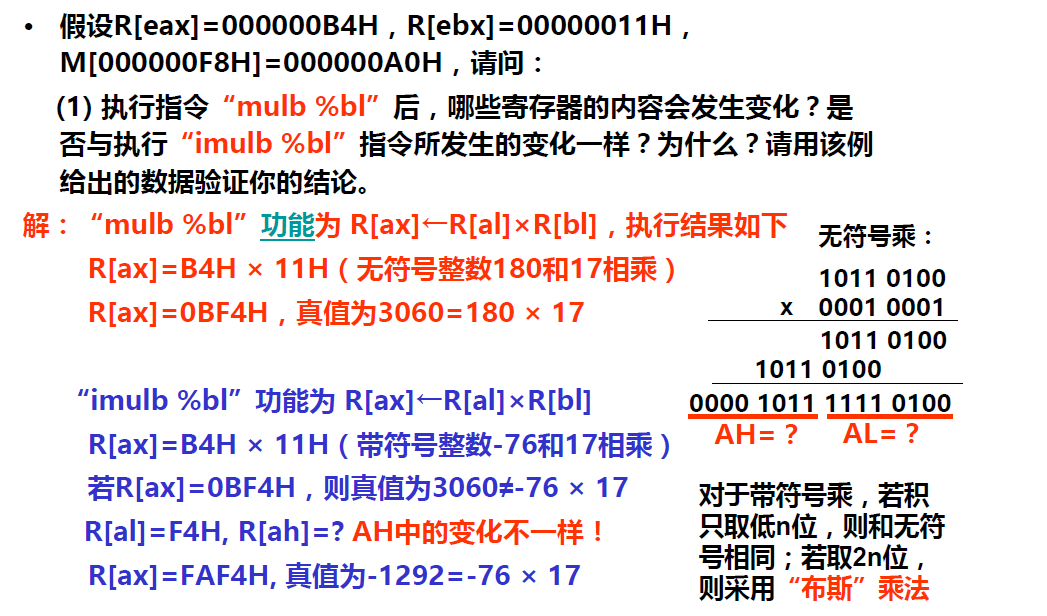 • 假设R[eax]=000000B4H，R[ebx]=00000011H，
M[000000F8H]=000000A0H，请问：
(1) 执行指令“mulb %bl”后，哪些寄存器的内容会发生变化？是
否与执行“imulb %bl”指令所发生的变化一样？为什么？请用该例
给出的数据验证你的结论。
解：“mulb %bl”功能为 R[ax]←R[al]×R[bl]，执行结果如下
R[ax]=B4H × 11H（无符号整数180和17相乘）
R[ax]=0BF4H，真值为3060=180 × 17
“imulb %bl”功能为 R[ax]←R[al]×R[bl]
R[ax]=B4H × 11H（带符号整数-76和17相乘）
若R[ax]=0BF4H，则真值为3060≠-76 × 17
R[al]=F4H, R[ah]=? AH中的变化不一样！
R[ax]=FAF4H, 真值为-1292=-76 × 17
无符号乘：
1011 0100
x 0001 0001
1011 0100
1011 0100
0000 1011 1111 0100
AH=？ AL=？
对于带符号乘，若积
只取低n位，则和无符
号相同；若取2n位，
则采用“布斯”乘法